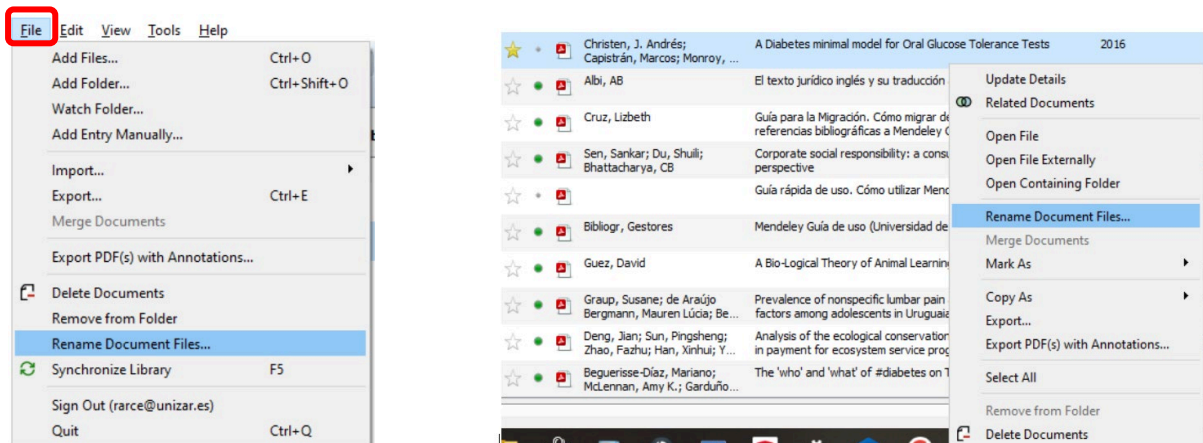 File Edit View Tools Help
Add Files... Ctrl+O
Add Folder... Ctrl+Shift+O
Watch Folder...
Add Entry Manually...
Import...
Export... Ctrl+E
Merge Documents
Export PDF(s) with Annotations...
Delete Documents
Remove from Folder
Rename Document Files...
Synchronize Library F5
Sign Out (rarce@unizar.es)
Quit Ctrl+Q
Christen, J. Andrés; A Diabetes minimal model for Oral Glucose Tolerance Tests 2016
Capistrán, Marcos; Monroy, ...
Albi, AB El texto jurídico inglés y su traducción
Cruz, Lizbeth Guía para la Migración. Cómo migrar de
referencias bibliográficas a Mendeley
Sen, Sankar; Du, Shuili; Corporate social responsibility: a
Bhattacharya, CB perspective
Guía rápida de uso. Cómo utilizar
Bibliogr, Gestores Mendeley Guía de uso (Universidad de
Guez, David A Bio-Logical Theory of Animal
Graup, Susane; de Araújo Prevalence of nonspecific lumbar pain
Bergmann, Mauren Lúcia; Be... factors among adolescents in
Deng, Jian; Sun, Pingsheng; Analysis of the ecological conservation
Zhao, Fazhu; Han, Xinhui; Y... in payment for ecosystem service
Beguerisse-Díaz, Mariano; The 'who' and 'what' of #diabetes on
McLennan, Amy K.; Garduño...
Update Details
Related Documents
Open File
Open File Externally
Open Containing Folder
Rename Document Files...
Merge Documents
Mark As
Copy As
Export...
Export PDF(s) with Annotations...
Select All
Remove from Folder
Delete Documents